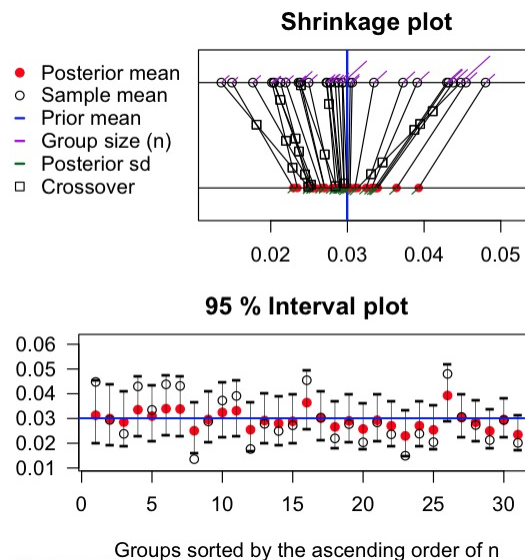 Shrinkage plot
Posterior mean
Sample mean
Prior mean
Group size (n)
Posterior sd
Crossover
0.02 0.03 0.04 0.05
95 % Interval plot
0.06
0.05
0.04
0.03
0.02
0.01
0 5 10 15 20 25 30
Groups sorted by the ascending order of n